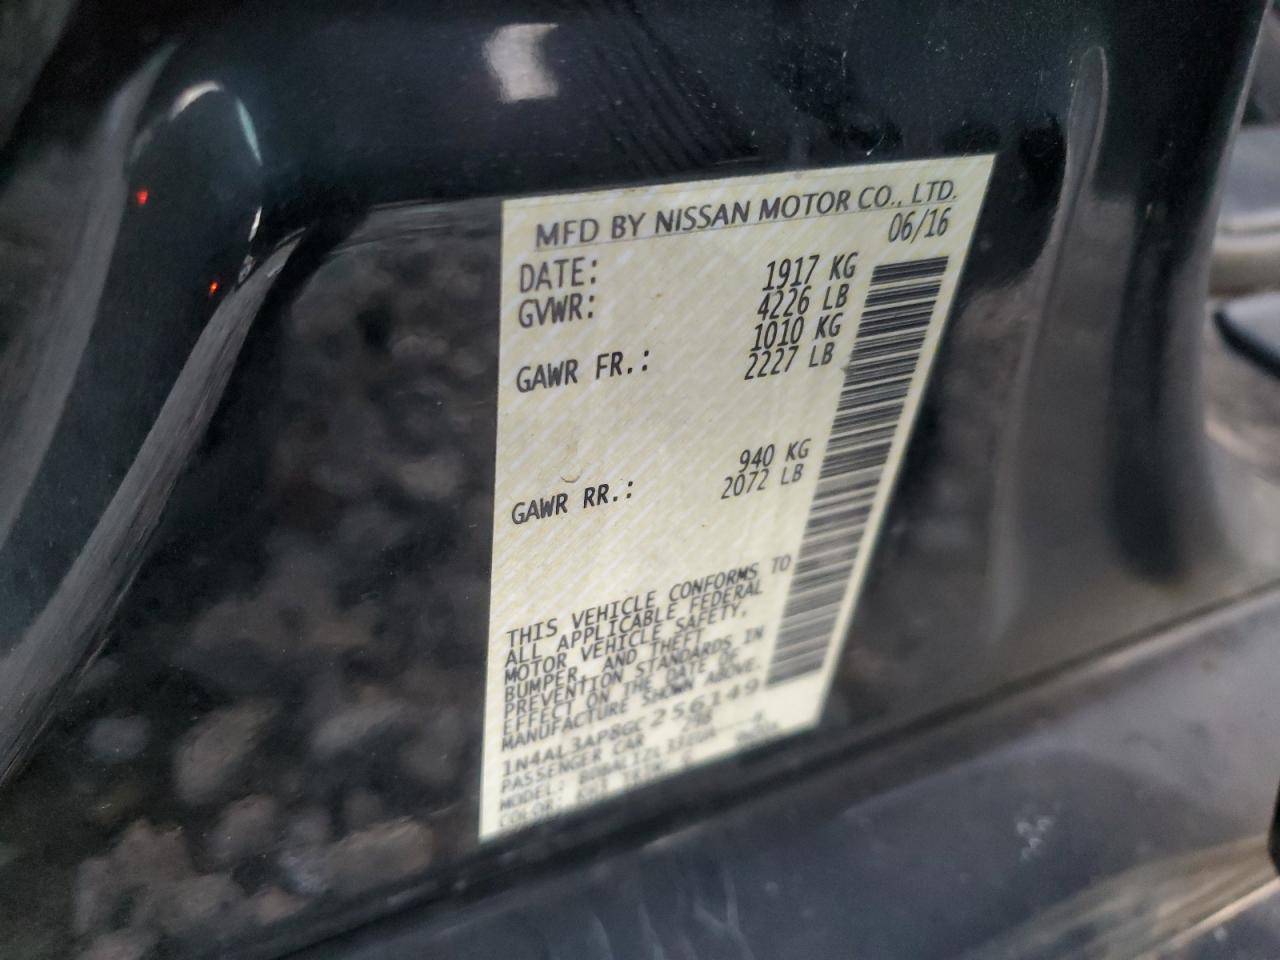 MFD BY NISSAN MOTOR CO., LTD.
DATE: 06/16
GVWR: 1917 KG
4226 LB
GAWR FR.: 1010 KG
2227 LB
GAWR RR.: 940 KG
2072 LB
THIS VEHICLE CONFORMS TO
ALL APPLICABLE FEDERAL
MOTOR VEHICLE SAFETY,
BUMPER, AND THEFT
PREVENTION STANDARDS IN
EFFECT ON THE DATE OF
MANUFACTURE SHOWN ABOVE.
1N4AL3AP8GC256149
PASSENGER CAR
MODEL:
COLOR: TRIM: